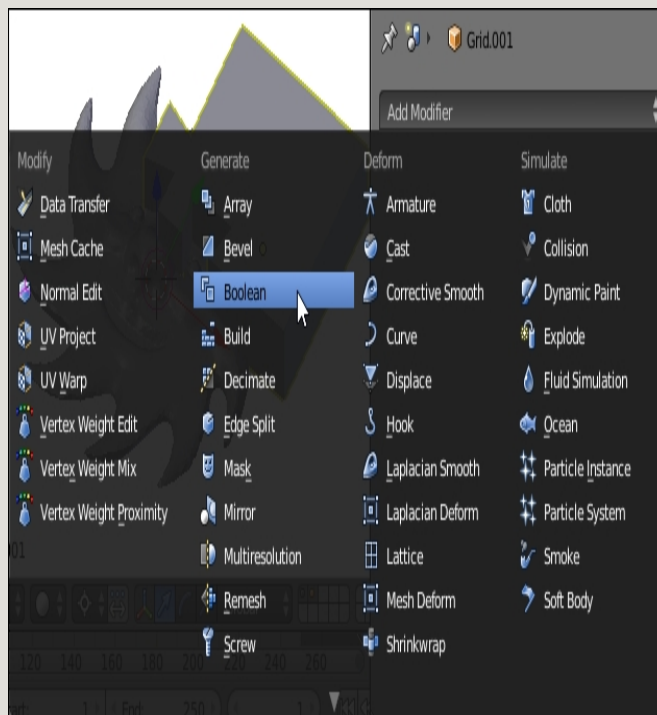 Grid.001
Add Modifier
Modify
Data Transfer
Mesh Cache
Normal Edit
UV Project
UV Warp
Vertex Weight Edit
Vertex Weight Mix
Vertex Weight Proximity
Generate
Array
Bevel
Boolean
Build
Decimate
Edge Split
Mask
Mirror
Multiresolution
Remesh
Screw
Deform
Armature
Cast
Corrective Smooth
Curve
Displace
Hook
Laplacian Smooth
Laplacian Deform
Lattice
Mesh Deform
Shrinkwrap
Simulate
Cloth
Collision
Dynamic Paint
Explode
Fluid Simulation
Ocean
Particle Instance
Particle System
Smoke
Soft Body
120 140 160 180 200 220 240 260
1 End: 250 1